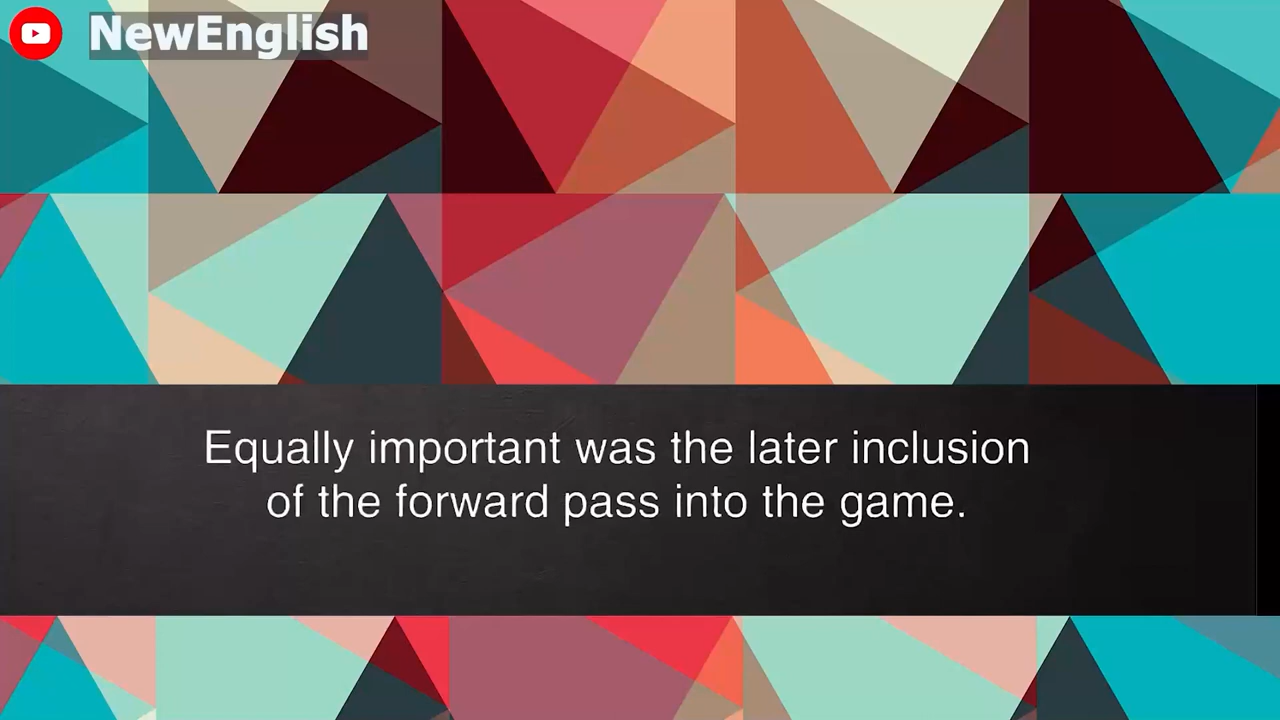 NewEnglish
Equally important was the later inclusion
of the forward pass into the game.